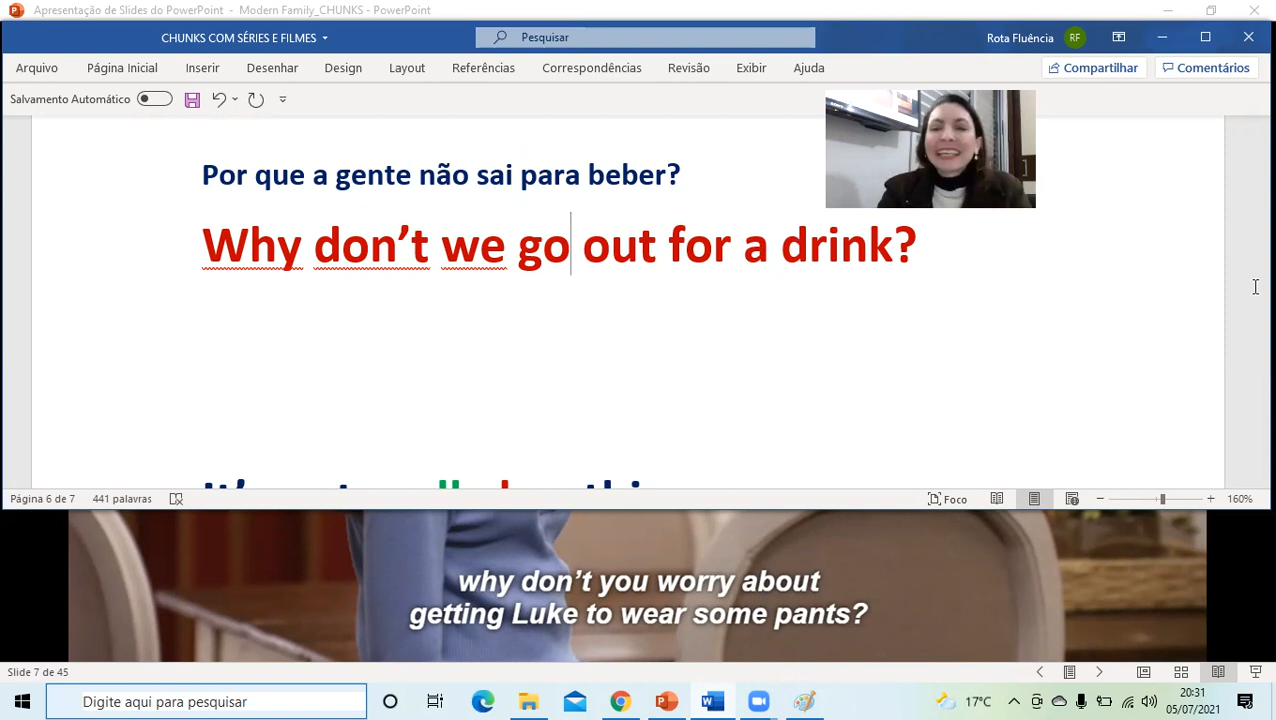 Apresentação de Slides do PowerPoint - Modern Family_CHUNKS - PowerPoint
CHUNKS COM SÉRIES E FILMES
Pesquisar
Rota Fluência
RF
Arquivo
Página Inicial
Inserir
Desenhar
Design
Layout
Referências
Correspondências
Revisão
Exibir
Ajuda
Compartilhar
Comentários
Salvamento Automático
Por que a gente não sai para beber?
Why don’t we go out for a drink?
Página 6 de 7
441 palavras
Foco
160%
why don’t you worry about
getting Luke to wear some pants?
Slide 7 de 45
Digite aqui para pesquisar
17°C
20:31
05/07/2021